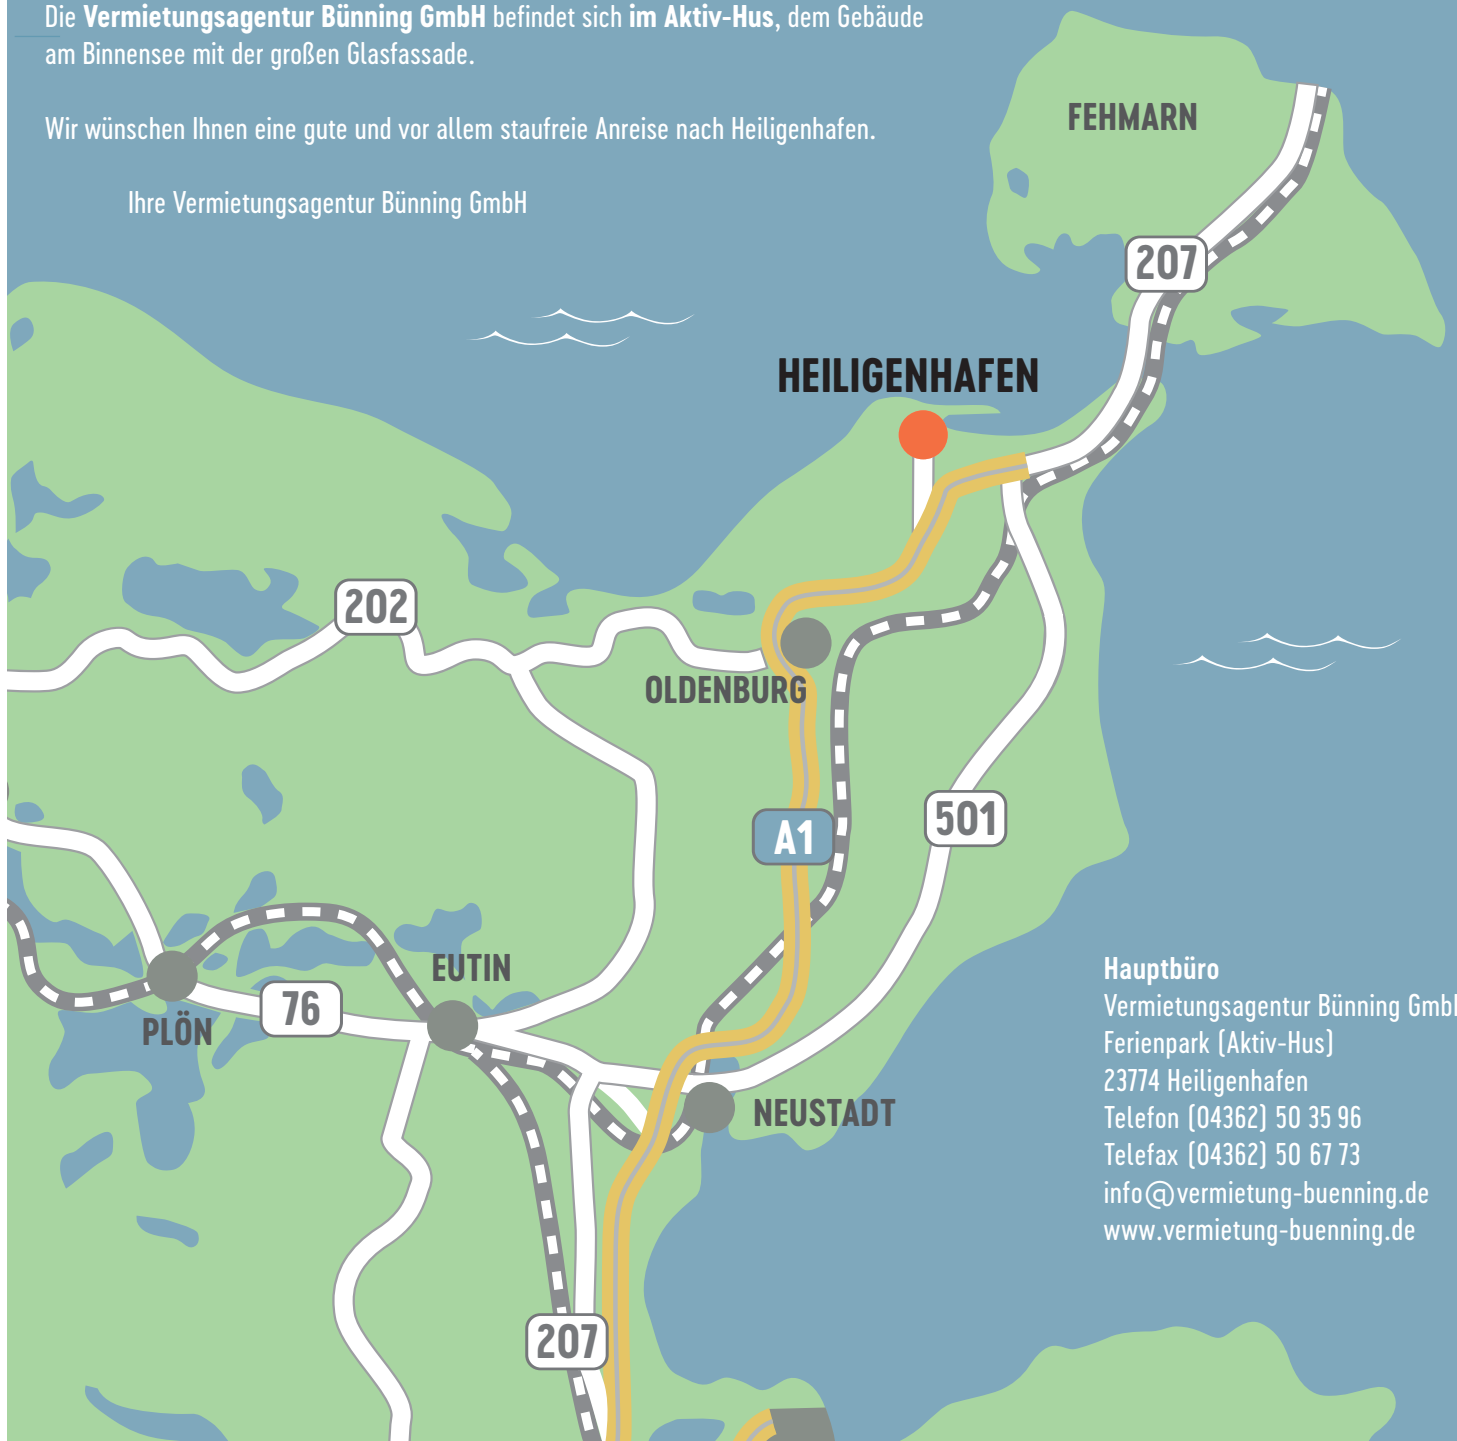 Die Vermietungsagentur Bünning GmbH befindet sich im Aktiv-Hus, dem Gebäude
am Binnensee mit der großen Glasfassade.
Wir wünschen Ihnen eine gute und vor allem staufreie Anreise nach Heiligenhafen.
Ihre Vermietungsagentur Bünning GmbH
FEHMARN
207
HEILIGENHAFEN
202
OLDENBURG
A1
501
EUTIN
76
PLÖN
NEUSTADT
207
Hauptbüro
Vermietungsagentur Bünning GmbH
Ferienpark (Aktiv-Hus)
23774 Heiligenhafen
Telefon (04362) 50 35 96
Telefax (04362) 50 67 73
info@vermietung-buenning.de
www.vermietung-buenning.de